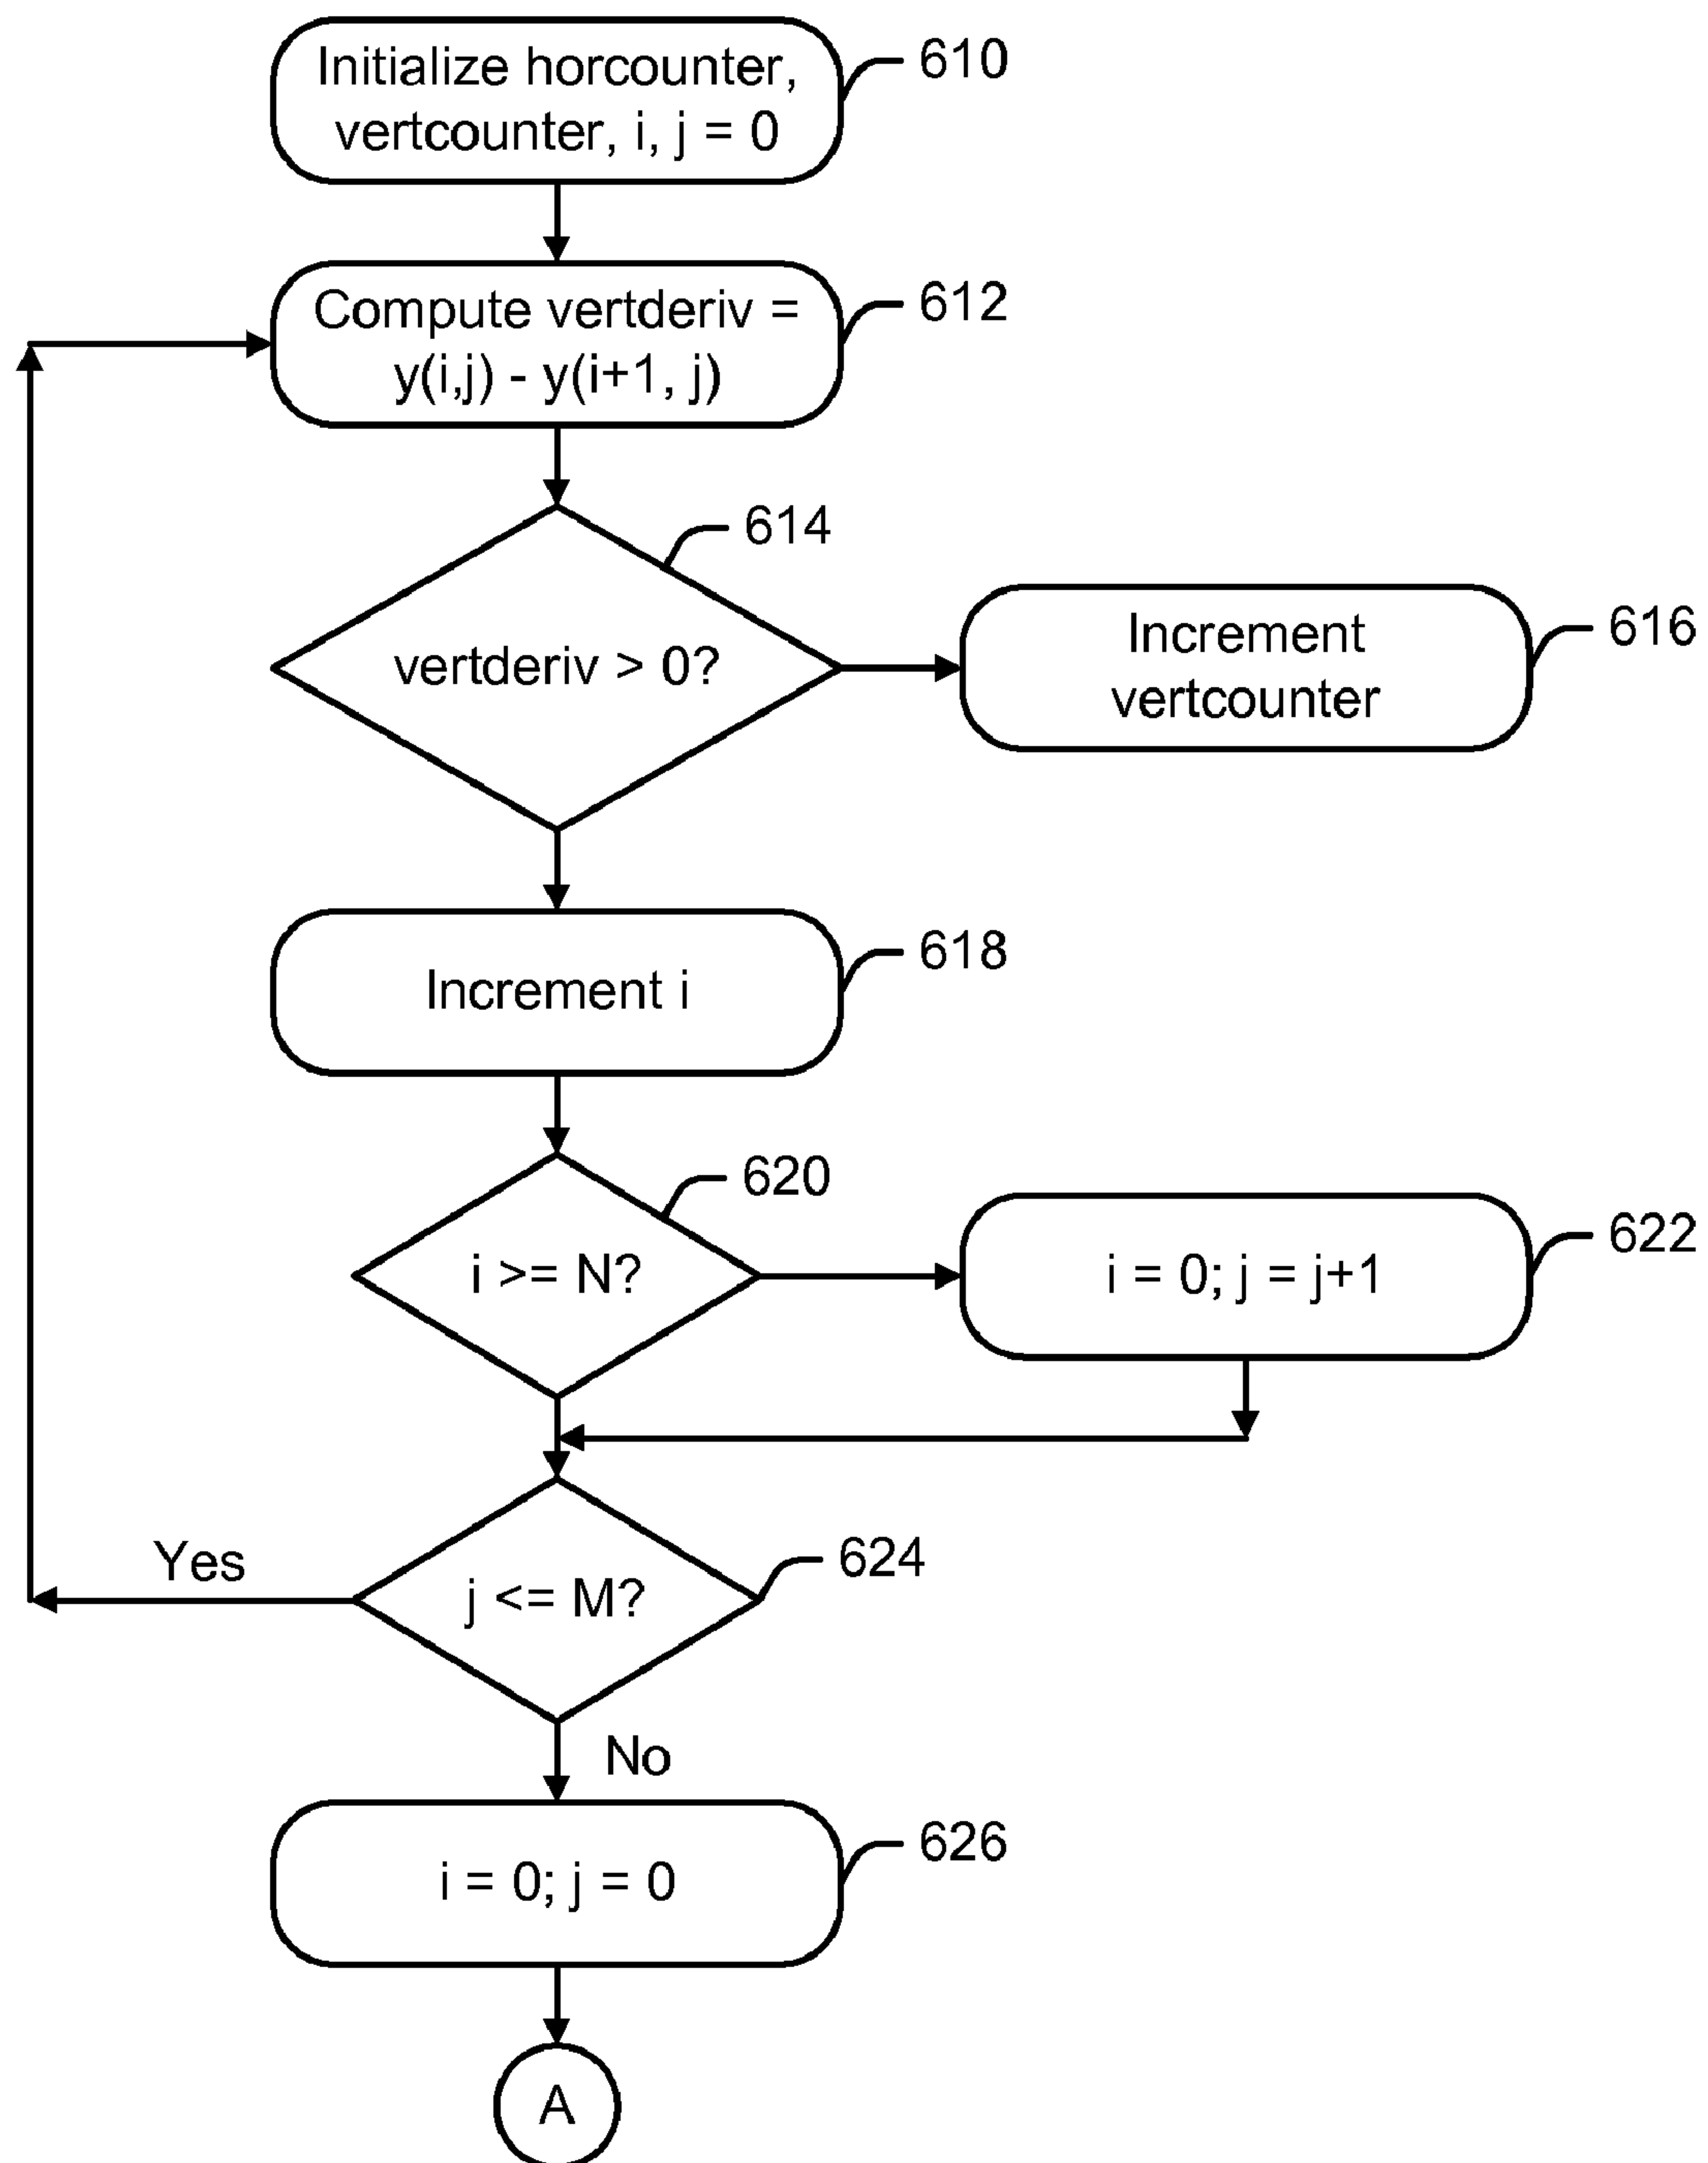 Initialize horcounter,
vertcounter, i, j = 0
610
Compute vertderiv =
y(i,j) - y(i+1, j)
612
614
vertderiv > 0?
Increment
vertcounter
616
Increment i
618
620
i >= N?
i = 0; j = j+1
622
Yes
j <= M?
624
No
i = 0; j = 0
626
A